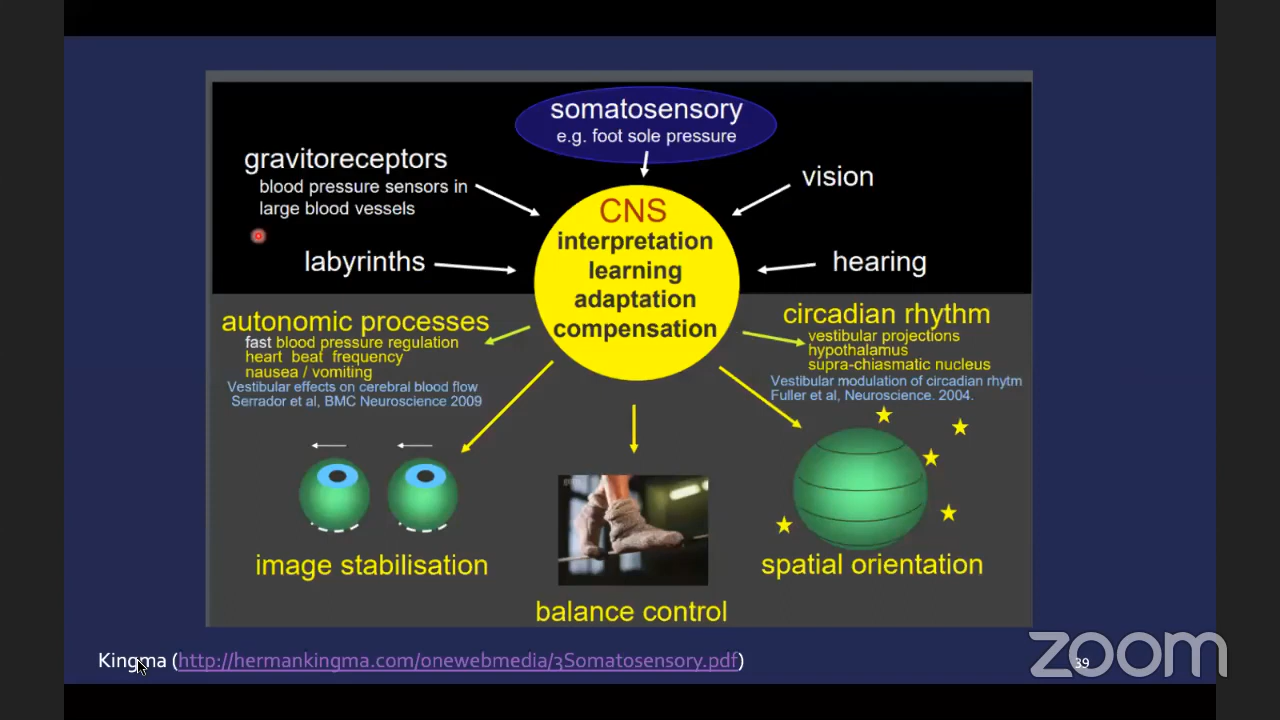 somatosensory
e.g. foot sole pressure
gravitoreceptors
blood pressure sensors in
large blood vessels
vision
labyrinths
hearing
CNS
interpretation
learning
adaptation
compensation
autonomic processes
fast blood pressure regulation
heart beat frequency
nausea / vomiting
Vestibular effects on cerebral blood flow
Serrador et al, BMC Neuroscience 2009
circadian rhythm
vestibular projections
hypothalamus
supra-chiasmatic nucleus
Vestibular modulation of circadian rhytm
Fuller et al, Neuroscience. 2004.
image stabilisation
balance control
spatial orientation
Kingma (http://hermankingma.com/onewebmedia/3Somatosensory.pdf)
39
zoom